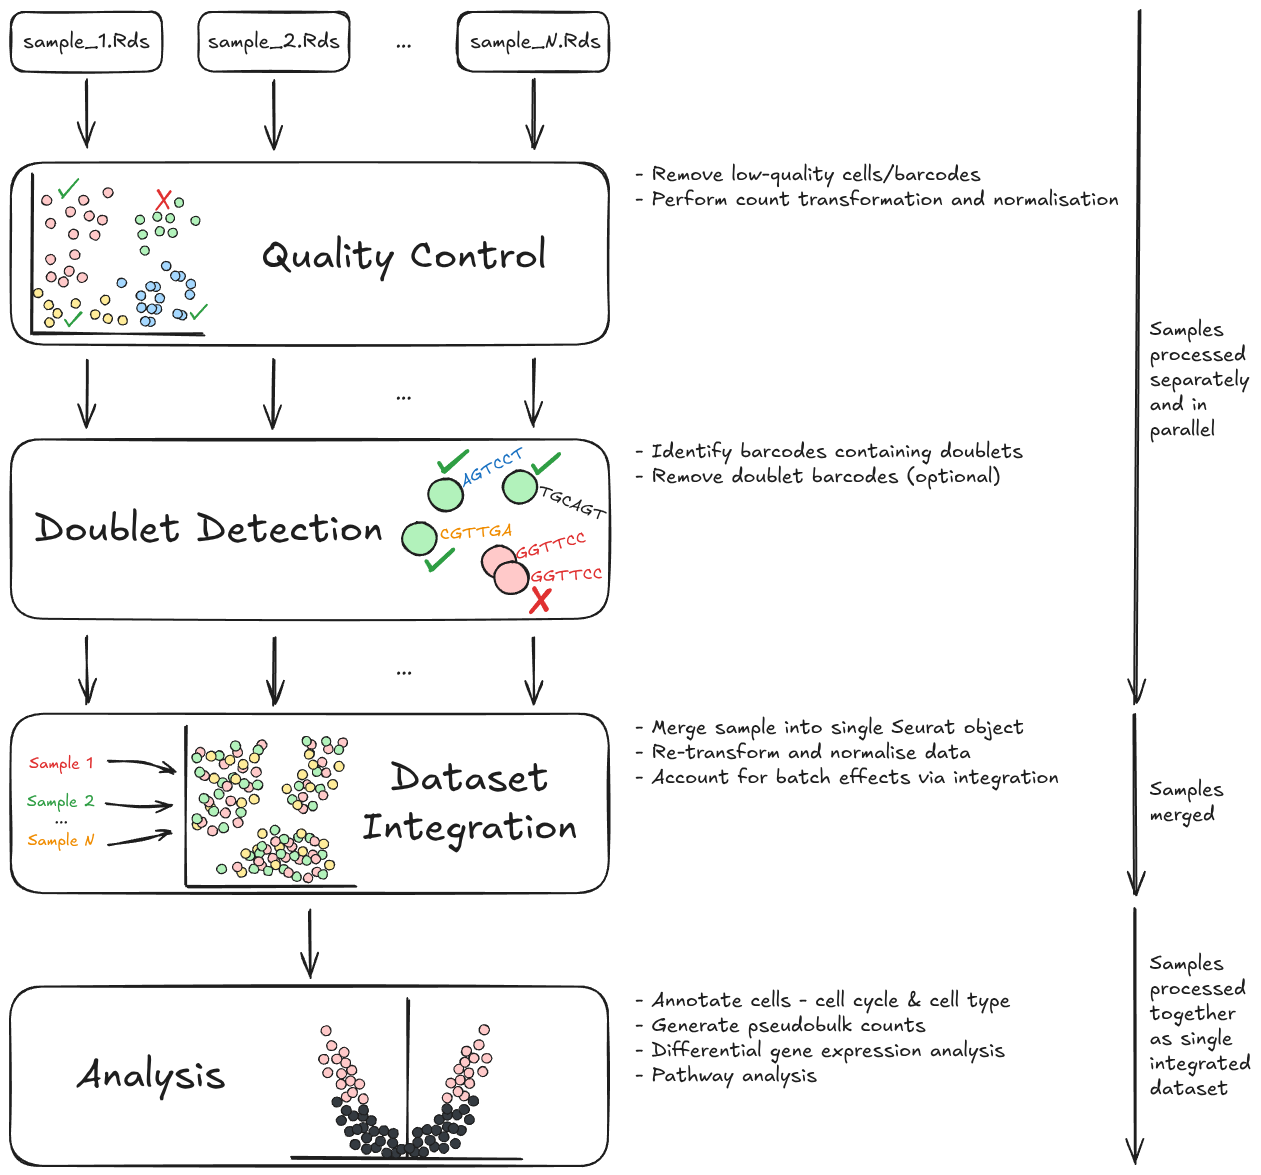 sample_1.Rds
sample_2.Rds
...
sample_N.Rds
Quality Control
- Remove low-quality cells/barcodes
- Perform count transformation and normalisation
Samples
processed
separately
and in
parallel
...
Doublet Detection
AGTCCT
TGCAGT
CGTTGA
GGTTCC
GGTTCC
- Identify barcodes containing doublets
- Remove doublet barcodes (optional)
...
Sample 1
Sample 2
...
Sample N
Dataset
Integration
- Merge sample into single Seurat object
- Re-transform and normalise data
- Account for batch effects via integration
Samples
merged
Analysis
- Annotate cells - cell cycle & cell type
- Generate pseudobulk counts
- Differential gene expression analysis
- Pathway analysis
Samples
processed
together
as single
integrated
dataset